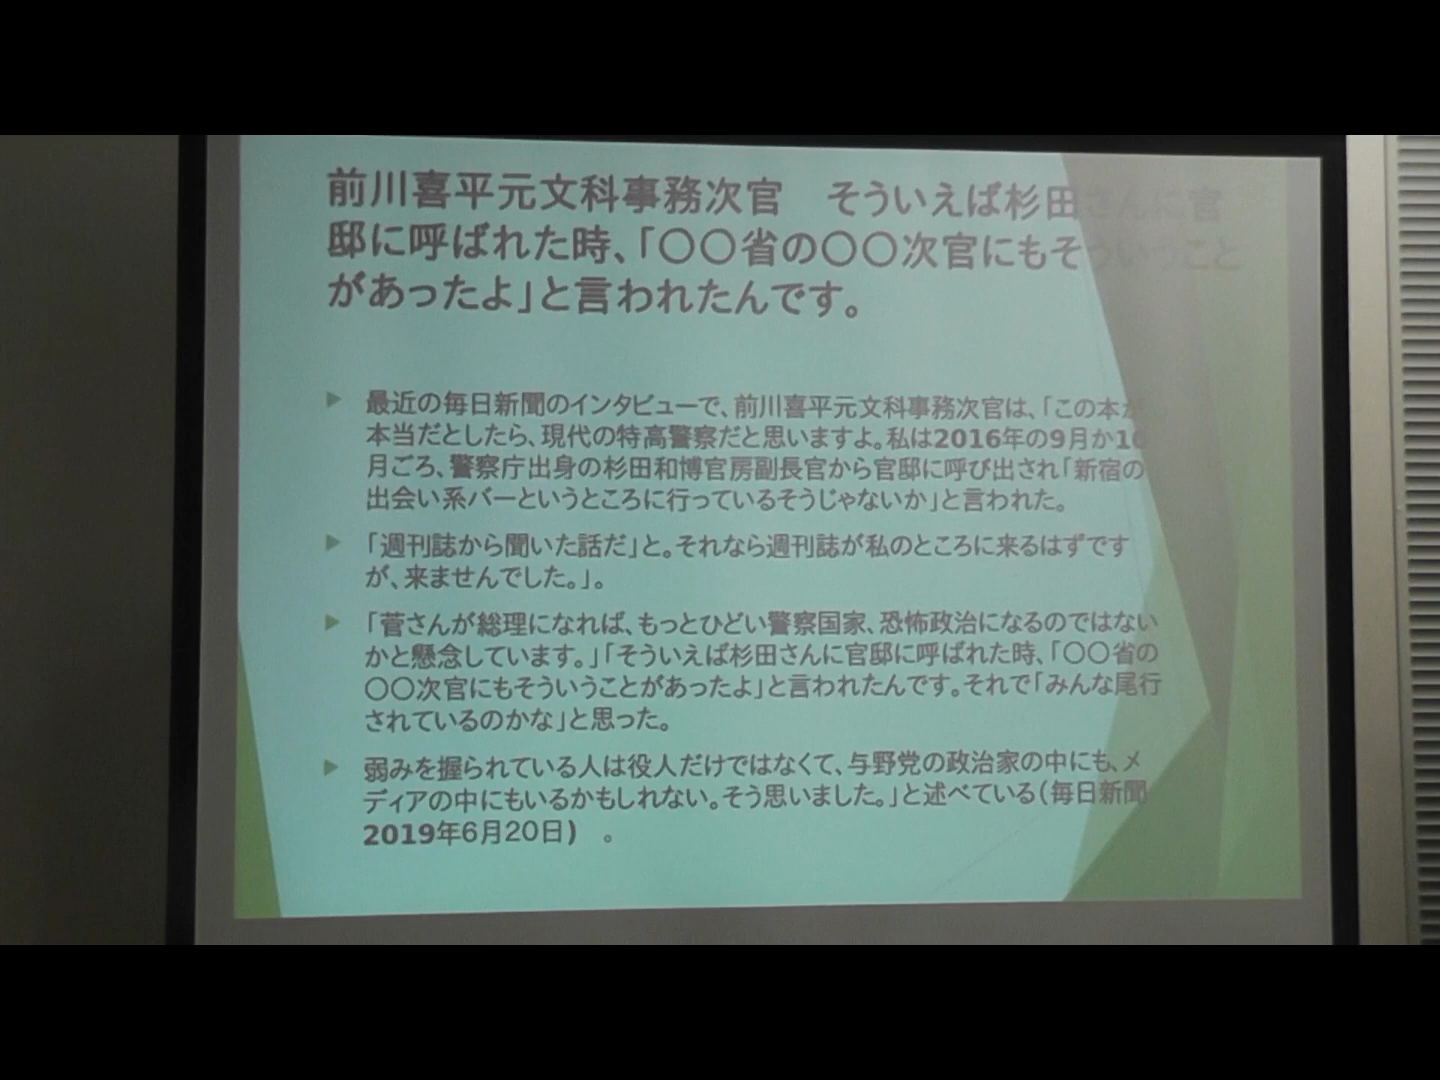 前川喜平元文科事務次官　そういえば杉田さんに官
邸に呼ばれた時、「〇〇省の〇〇次官にもそういうこと
があったよ」と言われたんです。
最近の毎日新聞のインタビューで、前川喜平元文科事務次官は、「この本が
本当だとしたら、現代の特高警察だと思いますよ。私は2016年の9月か10
月ごろ、警察庁出身の杉田和博官房副長官から官邸に呼び出され「新宿の
出会い系バーというところに行っているそうじゃないか」と言われた。
「週刊誌から聞いた話だ」と。それなら週刊誌が私のところに来るはずです
が、来ませんでした。」。
「菅さんが総理になれば、もっとひどい警察国家、恐怖政治になるのではない
かと懸念しています。」「そういえば杉田さんに官邸に呼ばれた時、「〇〇省の
〇〇次官にもそういうことがあったよ」と言われたんです。それで「みんな尾行
されているのかな」と思った。
弱みを握られている人は役人だけではなくて、与野党の政治家の中にも、メ
ディアの中にもいるかもしれない。そう思いました。」と述べている（毎日新聞
2019年6月20日)　。